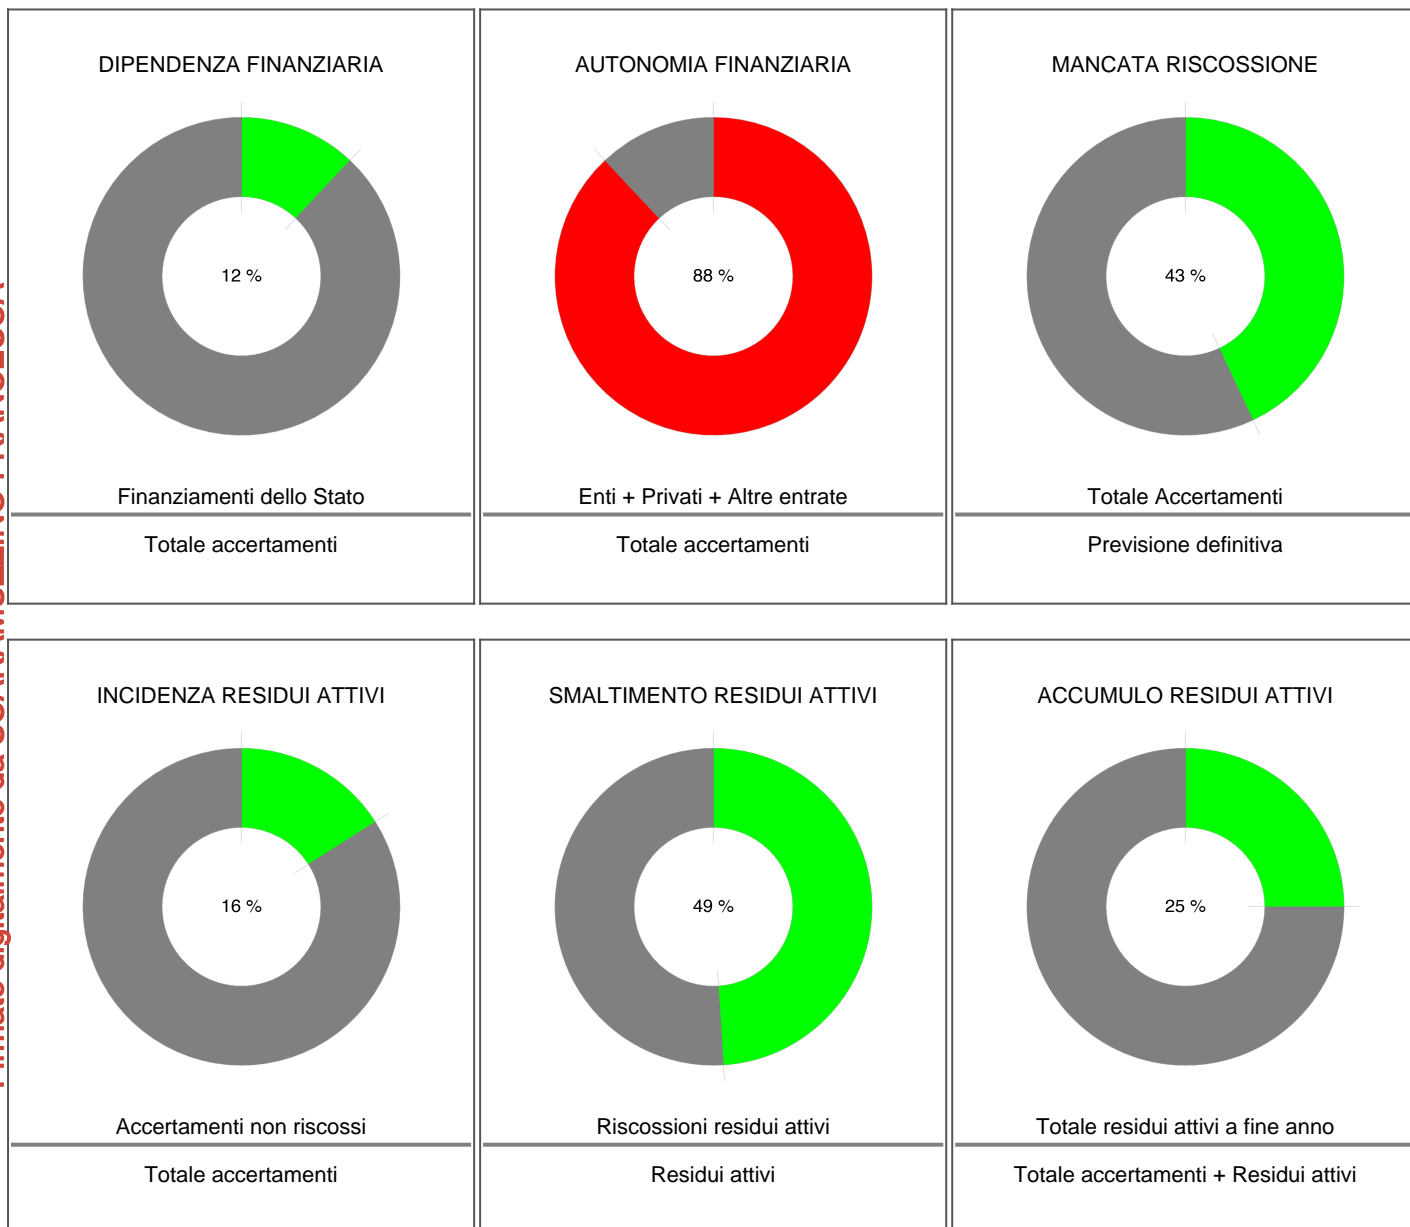 DIPENDENZA FINANZIARIA
12 %
Finanziamenti dello Stato
Totale accertamenti
AUTONOMIA FINANZIARIA
88 %
Enti + Privati + Altre entrate
Totale accertamenti
MANCATA RISCOSSIONE
43 %
Totale Accertamenti
Previsione definitiva
INCIDENZA RESIDUI ATTIVI
16 %
Accertamenti non riscossi
Totale accertamenti
SMALTIMENTO RESIDUI ATTIVI
49 %
Riscossioni residui attivi
Residui attivi
ACCUMULO RESIDUI ATTIVI
25 %
Totale residui attivi a fine anno
Totale accertamenti + Residui attivi
digitalmente da